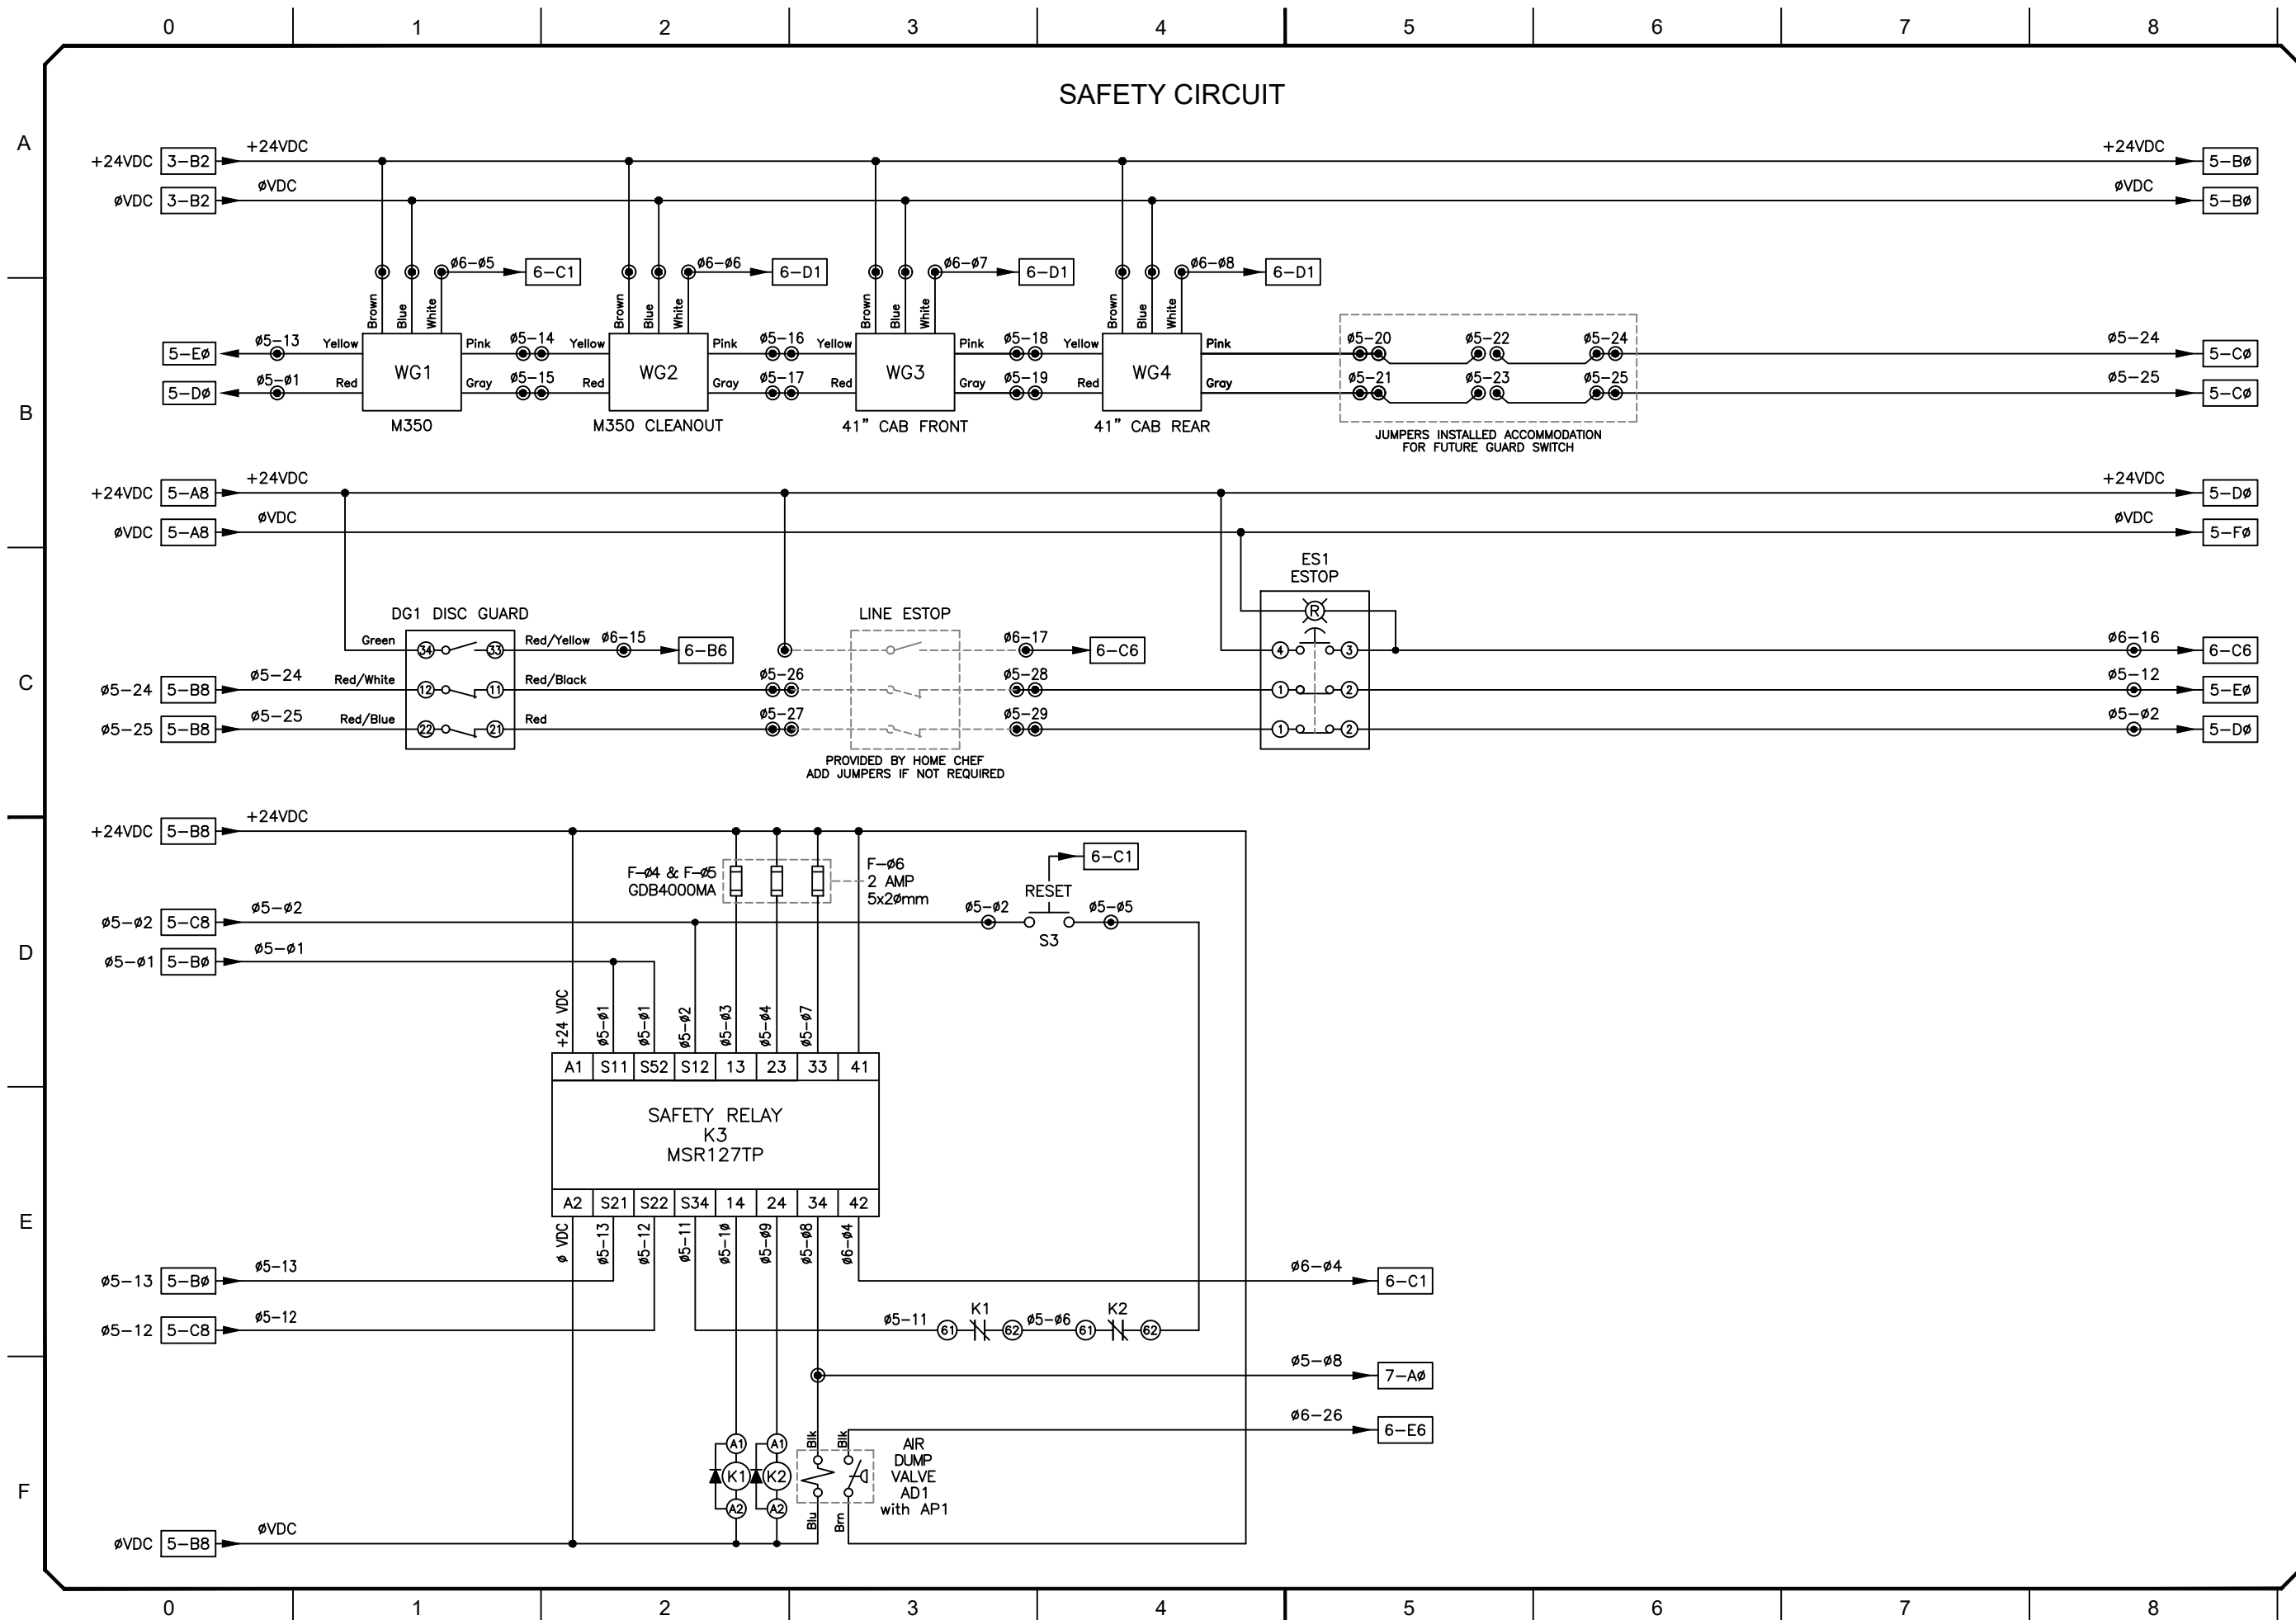 0 1 2 3 4 5 6 7 8
SAFETY CIRCUIT
A
+24VDC 3-B2 +24VDC +24VDC 5-Bø
øVDC 3-B2 øVDC øVDC 5-Bø
ø6-ø5 6-C1 ø6-ø6 6-D1 ø6-ø7 6-D1 ø6-ø8 6-D1
Brown Blue White Brown Blue White Brown Blue White Brown Blue White
5-Eø ø5-13 Yellow Pink ø5-14 Yellow Pink ø5-16 Yellow Pink ø5-18 Yellow Pink ø5-20 ø5-22 ø5-24 ø5-24 5-Cø
WG1 WG2 WG3 WG4
5-Dø ø5-ø1 Red Gray ø5-15 Red Gray ø5-17 Red Gray ø5-19 Red Gray ø5-21 ø5-23 ø5-25 ø5-25 5-Cø
B
M350 M350 CLEANOUT 41" CAB FRONT 41" CAB REAR
JUMPERS INSTALLED ACCOMMODATION
FOR FUTURE GUARD SWITCH
+24VDC 5-A8 +24VDC +24VDC 5-Dø
øVDC 5-A8 øVDC øVDC 5-Fø
ES1
ESTOP
R
DG1 DISC GUARD LINE ESTOP
Green 34 33 Red/Yellow ø6-15 6-B6 ø6-17 6-C6 4 3 ø6-16 6-C6
C
ø5-24 5-B8 ø5-24 Red/White 12 11 Red/Black ø5-26 ø5-28 1 2 ø5-12 5-Eø
ø5-25 5-B8 ø5-25 Red/Blue 22 21 Red ø5-27 ø5-29 1 2 ø5-ø2 5-Dø
PROVIDED BY HOME CHEF
ADD JUMPERS IF NOT REQUIRED
+24VDC 5-B8 +24VDC
6-C1
F-ø4 & F-ø5
GDB4000MA
F-ø6
2 AMP
5x2ømm
RESET
ø5-ø2 5-C8 ø5-ø2 ø5-ø2 ø5-ø5
S3
D
ø5-ø1 5-Bø ø5-ø1
+24 VDC ø5-ø1 ø5-ø1 ø5-ø2 ø5-ø3 ø5-ø4 ø5-ø7
A1 S11 S52 S12 13 23 33 41
SAFETY RELAY
K3
MSR127TP
E
A2 S21 S22 S34 14 24 34 42
ø VDC ø5-13 ø5-12 ø5-11 ø5-1ø ø5-ø9 ø5-ø8 ø6-ø4
ø5-13 5-Bø ø5-13 ø6-ø4 6-C1
ø5-12 5-C8 ø5-12 ø5-11 61 K1 62 ø5-ø6 61 K2 62
ø5-ø8 7-Aø
ø6-26 6-E6
A1 A1 Blk Blk
K1 K2
A2 A2 Blu Brn
AIR
DUMP
VALVE
AD1
with AP1
F
øVDC 5-B8 øVDC
0 1 2 3 4 5 6 7 8